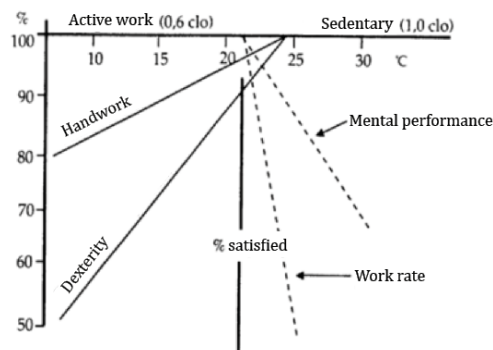 %
Active work (0,6 clo)
Sedentary (1,0 clo)
100
10
15
20
25
30
°C
90
Handwork
Mental performance
80
70
% satisfied
60
Dexterity
Work rate
50